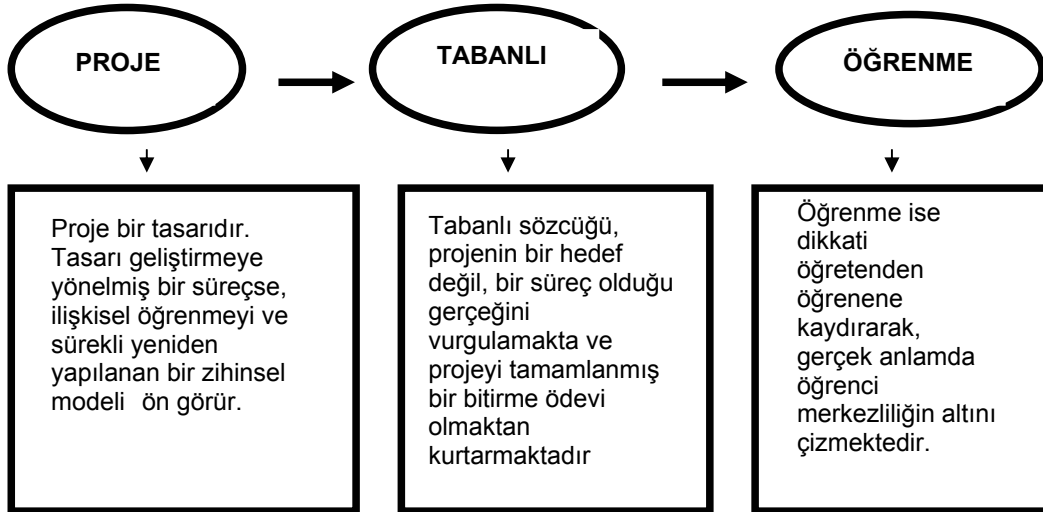 PROJE
TABANLI
ÖĞRENME
Proje bir tasarıdır.
Tasarı geliştirmeye
yönelmiş bir süreçse,
ilişkisel öğrenmeyi ve
sürekli yeniden
yapılanan bir zihinsel
modeli ön görür.
Tabanlı sözcüğü,
projenin bir hedef
değil, bir süreç olduğu
gerçeğini
vurgulamakta ve
projeyi tamamlanmış
bir bitirme ödevi
olmaktan
kurtarmaktadır
Öğrenme ise
dikkati
öğretenden
öğrenene
kaydırarak,
gerçek anlamda
öğrenci
merkezliliğin altını
çizmektedir.